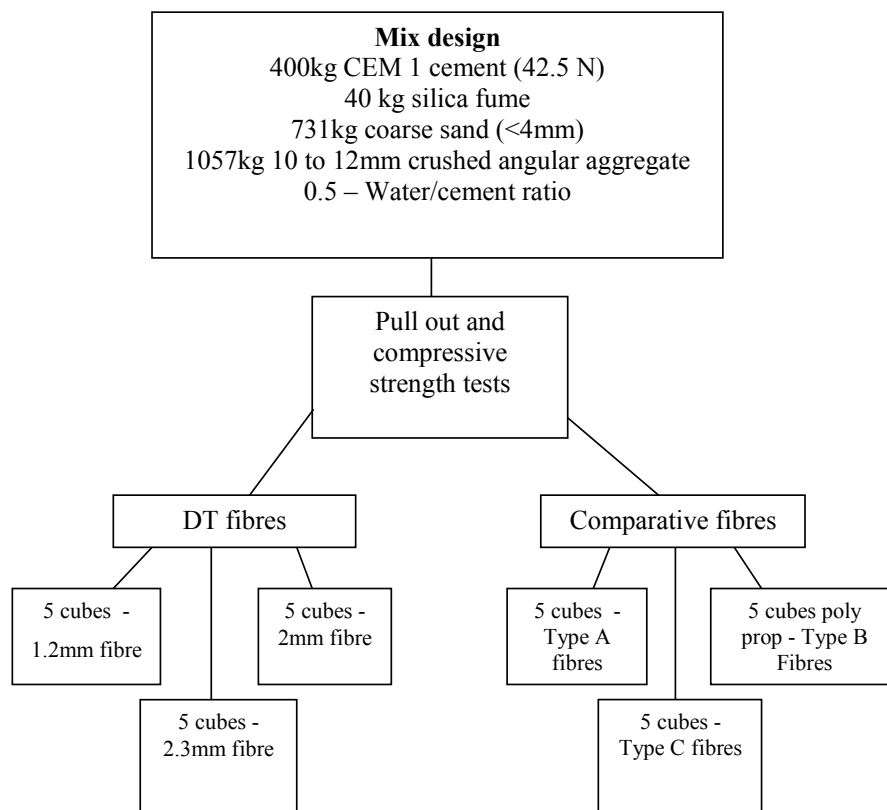 Mix design
400kg CEM 1 cement (42.5 N)
40 kg silica fume
731kg coarse sand (<4mm)
1057kg 10 to 12mm crushed angular aggregate
0.5 – Water/cement ratio
Pull out and
compressive
strength tests
DT fibres
Comparative fibres
5 cubes -
1.2mm fibre
5 cubes -
2mm fibre
5 cubes -
2.3mm fibre
5 cubes -
Type A
fibres
5 cubes poly
prop - Type B
Fibres
5 cubes -
Type C fibres